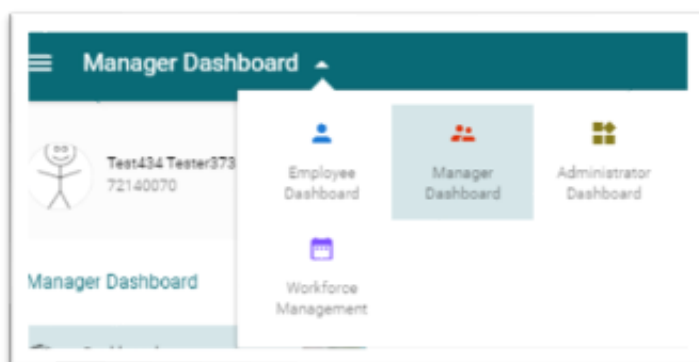 Manager Dashboard
Test434 Tester373
72140070
Employee
Dashboard
Manager
Dashboard
Administrator
Dashboard
Workforce
Management
Manager Dashboard